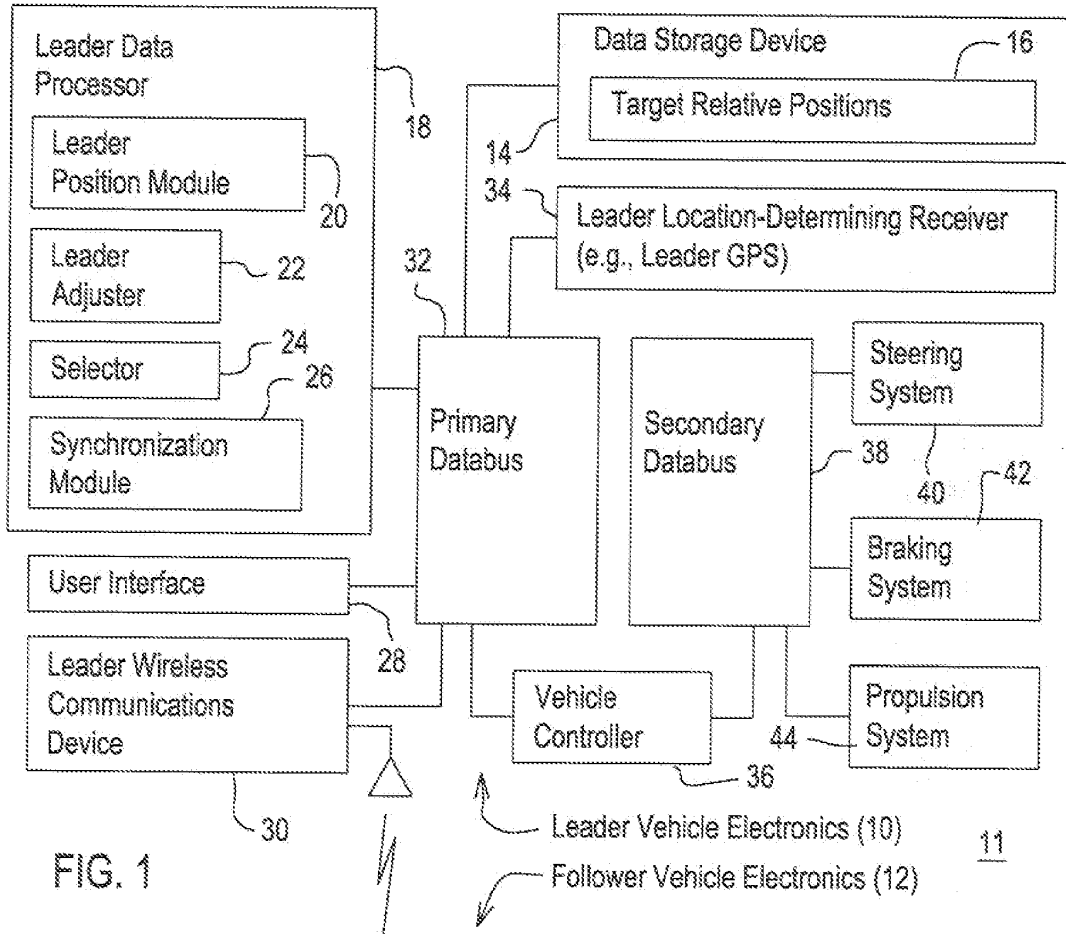 Leader Data
Processor
18
Leader
Position Module
20
Leader
Adjuster
22
Selector
24
26
Synchronization
Module
User Interface
28
Leader Wireless
Communications
Device
30
Data Storage Device
16
Target Relative Positions
14
34
Leader Location-Determining Receiver
(e.g., Leader GPS)
32
Primary
Databus
Secondary
Databus
38
Steering
System
40
42
Braking
System
Vehicle
Controller
36
Propulsion
System
44
Leader Vehicle Electronics (10)
Follower Vehicle Electronics (12)
11
FIG. 1